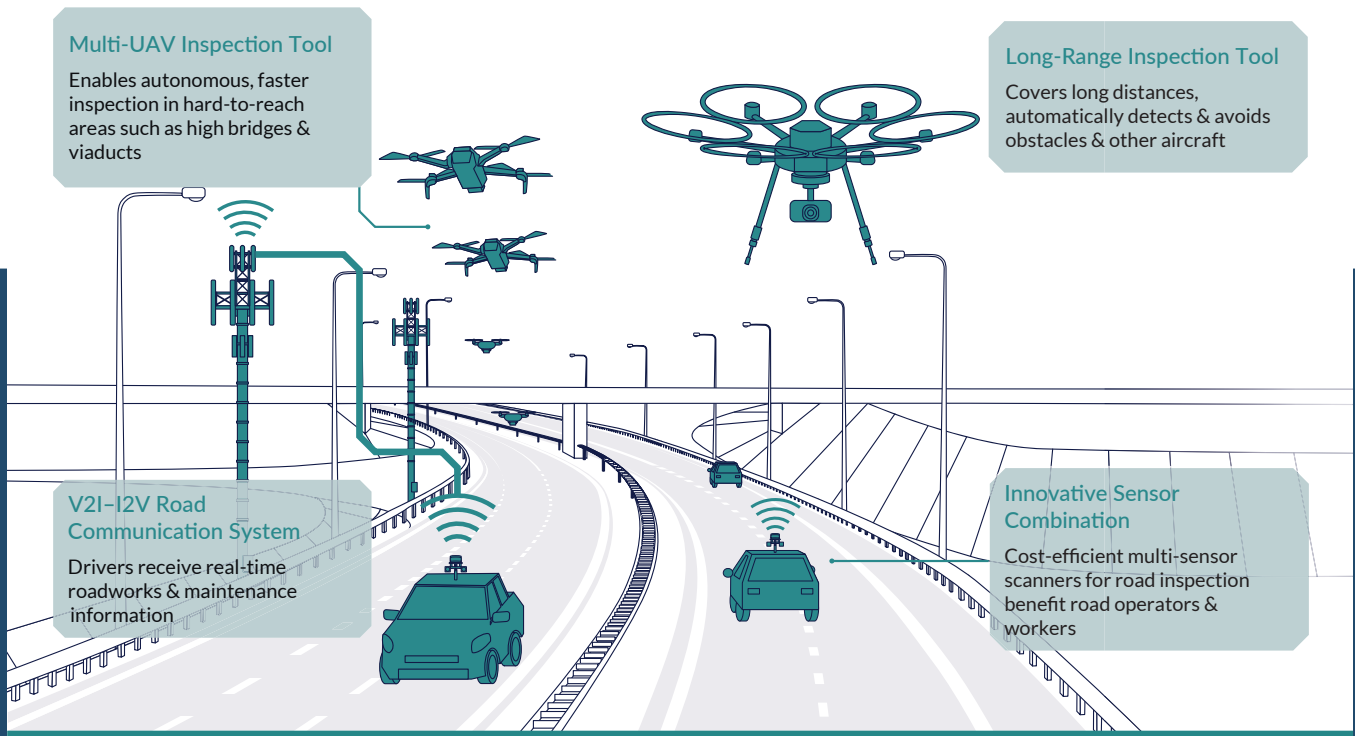 Multi-UAV Inspection Tool
Enables autonomous, faster
inspection in hard-to-reach
areas such as high bridges &
viaducts
Long-Range Inspection Tool
Covers long distances,
automatically detects & avoids
obstacles & other aircraft
V2I–I2V Road
Communication System
Drivers receive real-time
roadworks & maintenance
information
Innovative Sensor
Combination
Cost-efficient multi-sensor
scanners for road inspection
benefit road operators &
workers